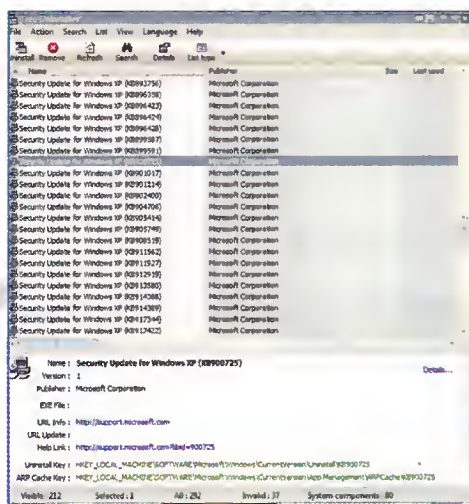 File Action Search List View Language Help
Uninstall Remove Refresh Search Details List type
Name Publisher Size Last used
Security Update for Windows XP (KB893756) Microsoft Corporation
Security Update for Windows XP (KB896358) Microsoft Corporation
Security Update for Windows XP (KB896423) Microsoft Corporation
Security Update for Windows XP (KB896424) Microsoft Corporation
Security Update for Windows XP (KB896428) Microsoft Corporation
Security Update for Windows XP (KB899587) Microsoft Corporation
Security Update for Windows XP (KB899591) Microsoft Corporation
Security Update for Windows XP (KB900725) Microsoft Corporation
Security Update for Windows XP (KB901017) Microsoft Corporation
Security Update for Windows XP (KB901214) Microsoft Corporation
Security Update for Windows XP (KB902400) Microsoft Corporation
Security Update for Windows XP (KB904706) Microsoft Corporation
Security Update for Windows XP (KB905414) Microsoft Corporation
Security Update for Windows XP (KB905749) Microsoft Corporation
Security Update for Windows XP (KB908519) Microsoft Corporation
Security Update for Windows XP (KB911562) Microsoft Corporation
Security Update for Windows XP (KB911927) Microsoft Corporation
Security Update for Windows XP (KB912919) Microsoft Corporation
Security Update for Windows XP (KB913580) Microsoft Corporation
Security Update for Windows XP (KB914388) Microsoft Corporation
Security Update for Windows XP (KB914389) Microsoft Corporation
Security Update for Windows XP (KB917344) Microsoft Corporation
Security Update for Windows XP (KB917422) Microsoft Corporation
Name : Security Update for Windows XP (KB900725) Details...
Version : 1
Publisher : Microsoft Corporation
EXE File :
URL Info : http://support.microsoft.com
URL Update :
Help Link : http://support.microsoft.com?kbid=900725
Uninstall Key : HKEY_LOCAL_MACHINE\SOFTWARE\Microsoft\Windows\CurrentVersion\Uninstall\KB900725
ARP Cache Key : HKEY_LOCAL_MACHINE\SOFTWARE\Microsoft\Windows\CurrentVersion\App Management\ARPCache\KB900725
Visible 212 Selected : 1 All : 292 Invalid : 37 System components 80